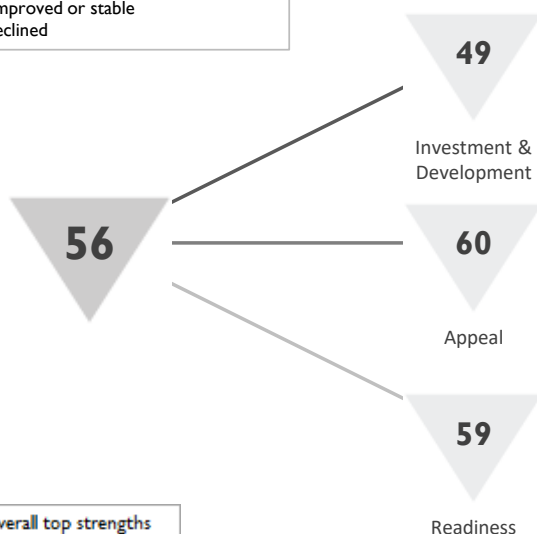 mproved or stable
eclined
49
Investment &
Development
56
60
Appeal
59
verall top strengths
Readiness